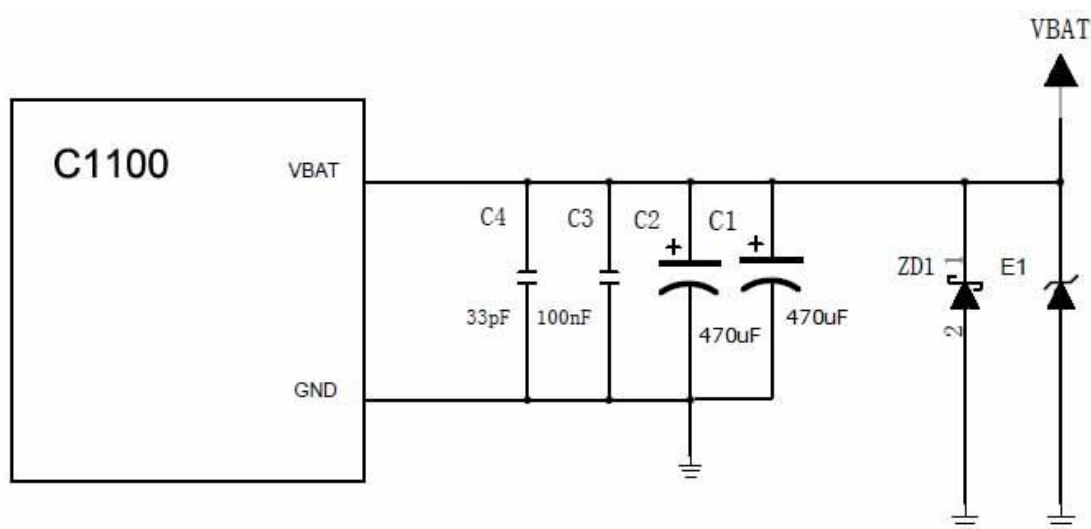 VBAT
C1100
VBAT
C4
C3
C2
+
C1
+
ZD1
1
E1
33pF
100nF
470uF
470uF
2
GND